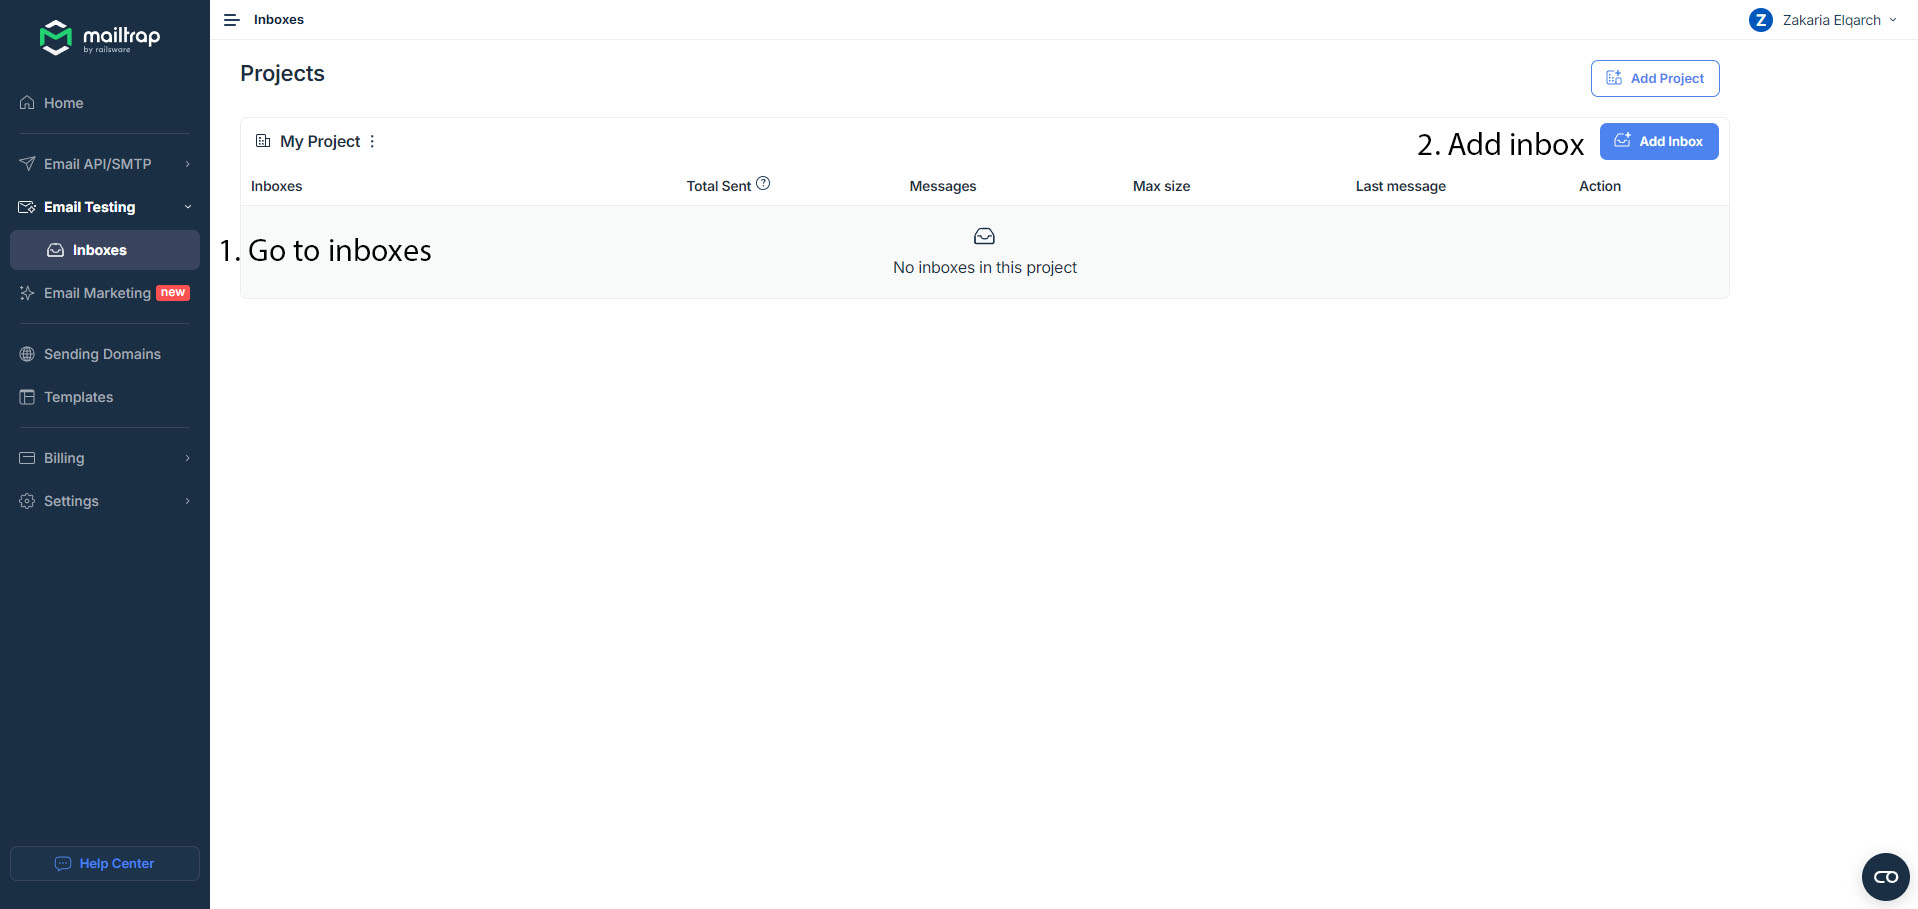 mailtrap
by railsware
Home
Email API/SMTP
Email Testing
Inboxes
Email Marketing new
Sending Domains
Templates
Billing
Settings
Help Center
Inboxes
Z Zakaria Elqarch
Projects
Add Project
My Project
2. Add inbox
Add Inbox
Inboxes Total Sent ? Messages Max size Last message Action
1. Go to inboxes
No inboxes in this project